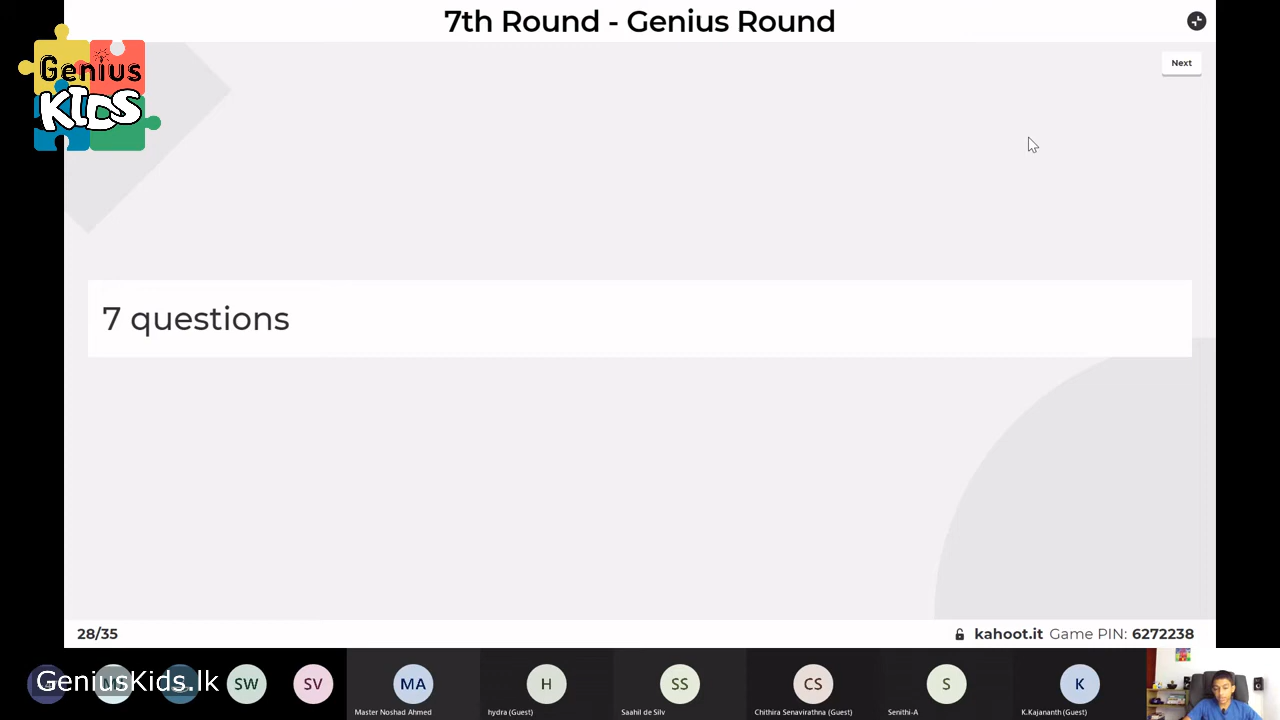 7th Round - Genius Round
Genius
KIDS
Next
7 questions
28/35
kahoot.it Game PIN: 6272238
GeniusKids.lk
SW
SV
MA
H
SS
CS
S
K
Master Noshad Ahmed
hydra (Guest)
Saahil de Silv
Chithira Senavirathna (Guest)
Senithi-A
K.Kajananth (Guest)